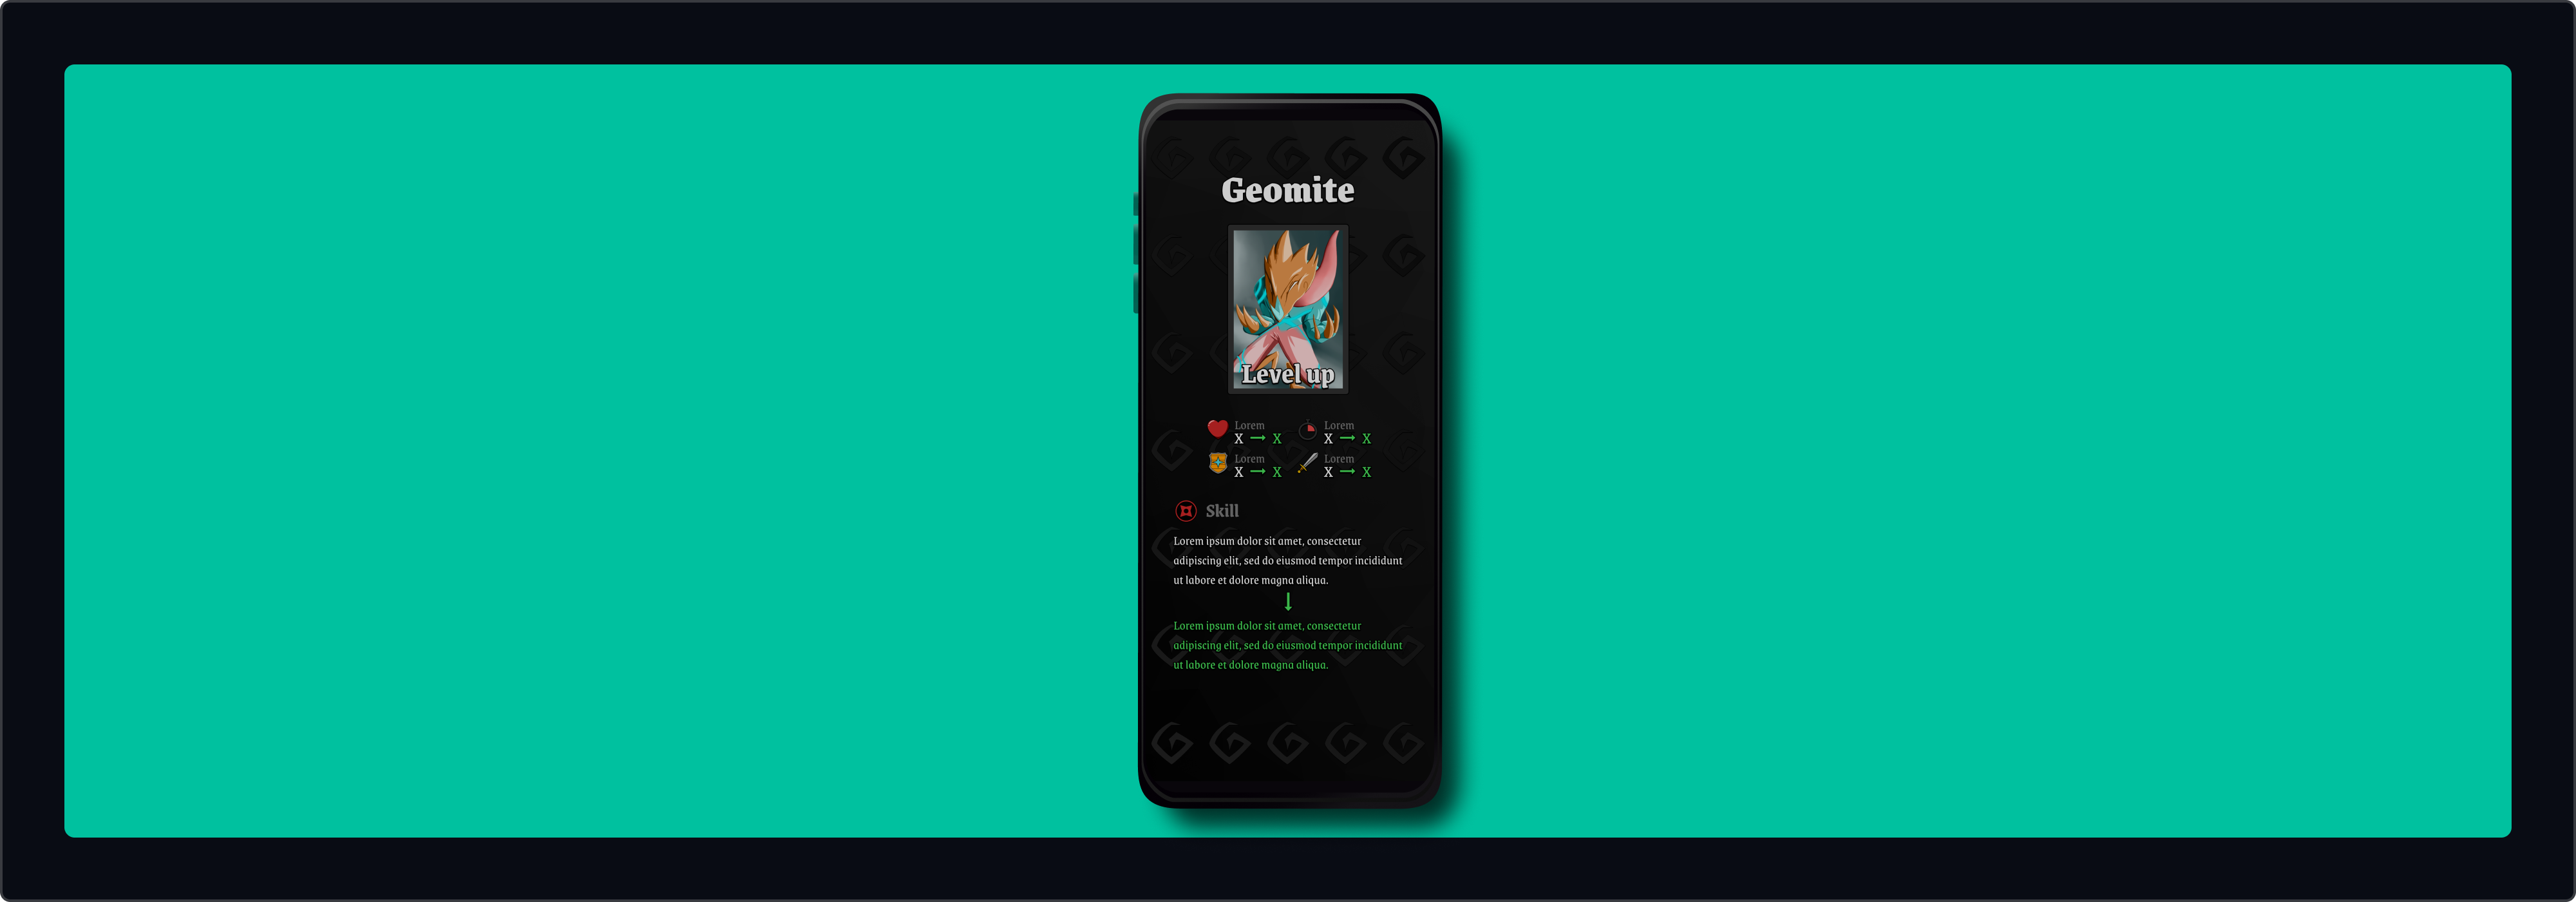 Geomite
Level up
Lorem
X X
Lorem
X X
Lorem
X X
Lorem
X X
Skill
Lorem ipsum dolor sit amet, consectetur
adipiscing elit, sed do eiusmod tempor incididunt
ut labore et dolore magna aliqua.
Lorem ipsum dolor sit amet, consectetur
adipiscing elit, sed do eiusmod tempor incididunt
ut labore et dolore magna aliqua.